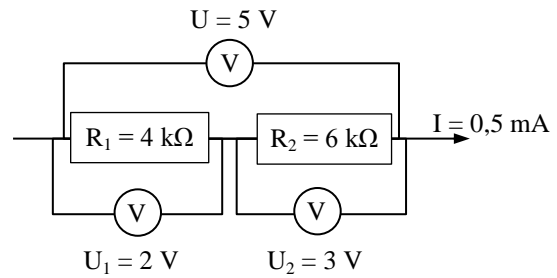 U = 5 V
V
I = 0,5 mA
R₁ = 4 kΩ
R₂ = 6 kΩ
V
V
U₁ = 2 V
U₂ = 3 V